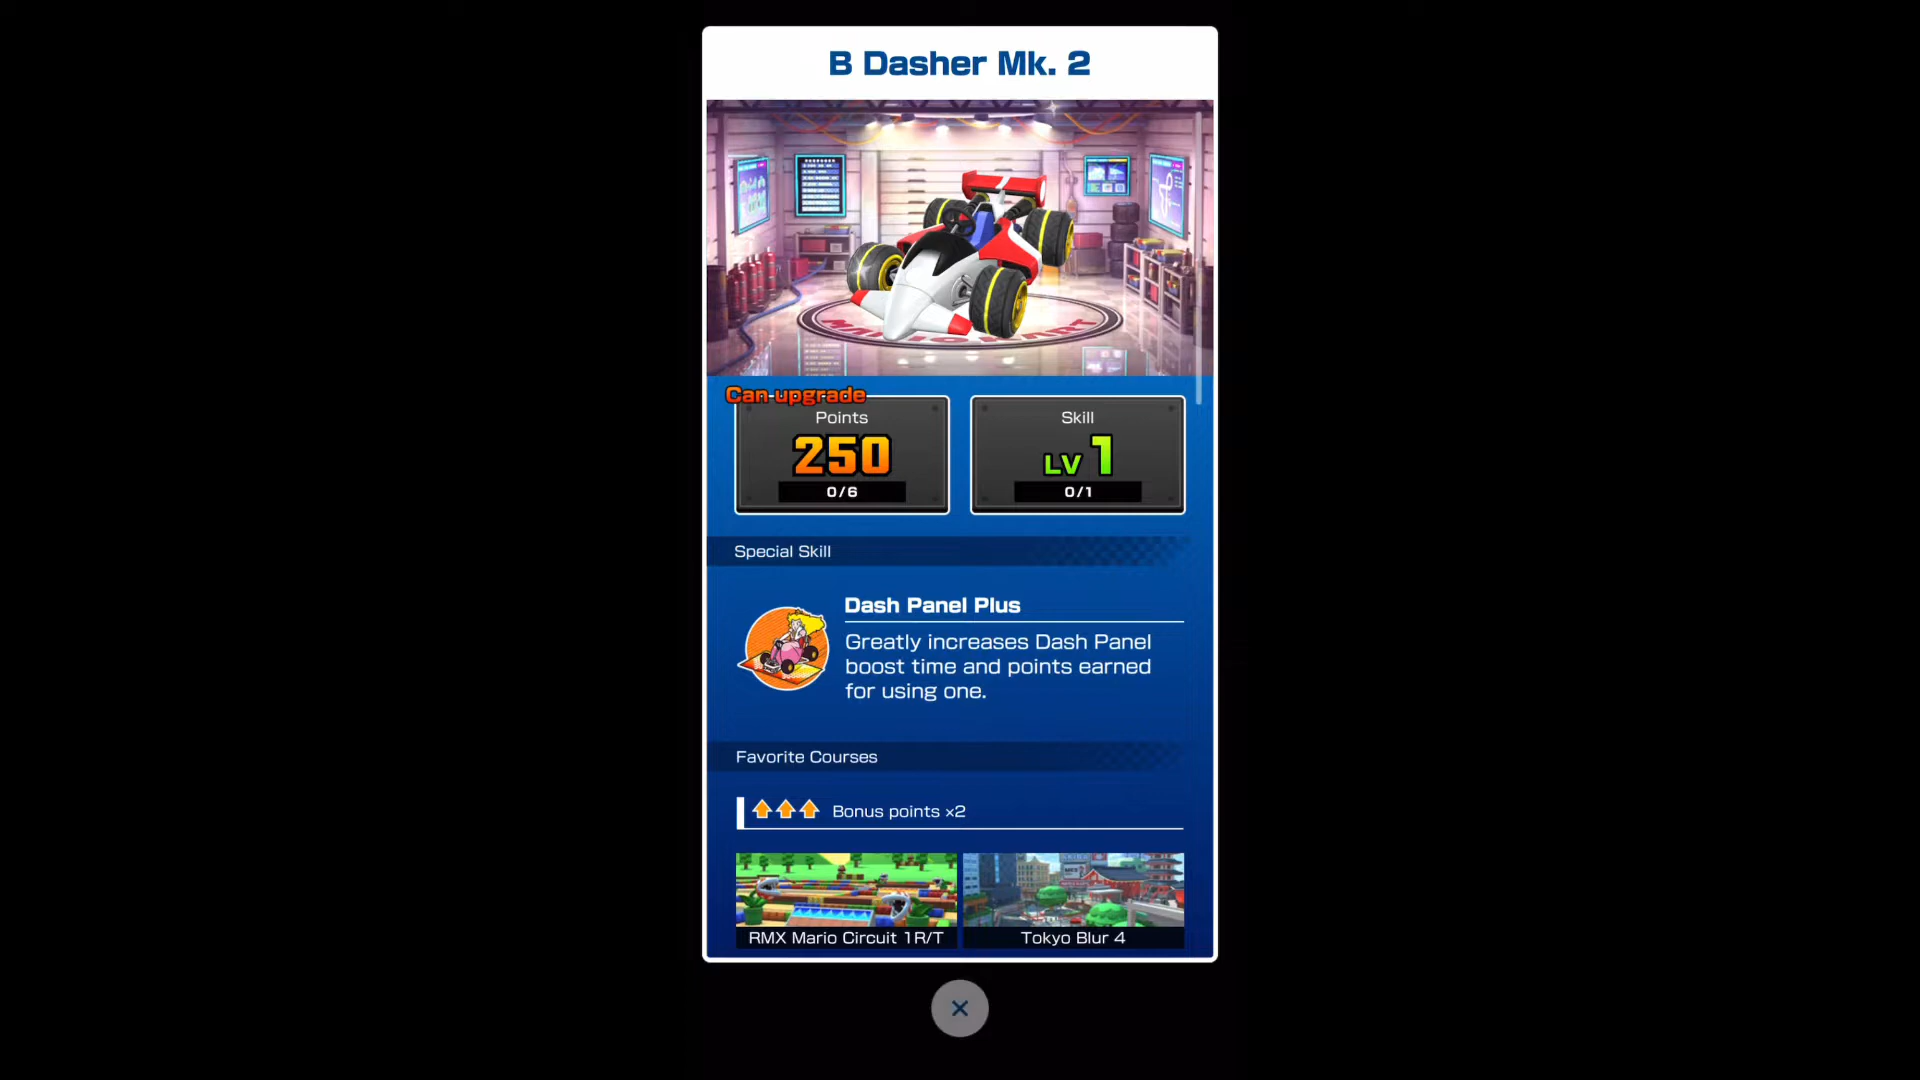 B Dasher Mk. 2
MARIO KART
Can upgrade
Points
250
0/6
Skill
LV 1
0/1
Special Skill
Dash Panel Plus
Greatly increases Dash Panel
boost time and points earned
for using one.
Favorite Courses
Bonus points ×2
RMX Mario Circuit 1R/T
Tokyo Blur 4